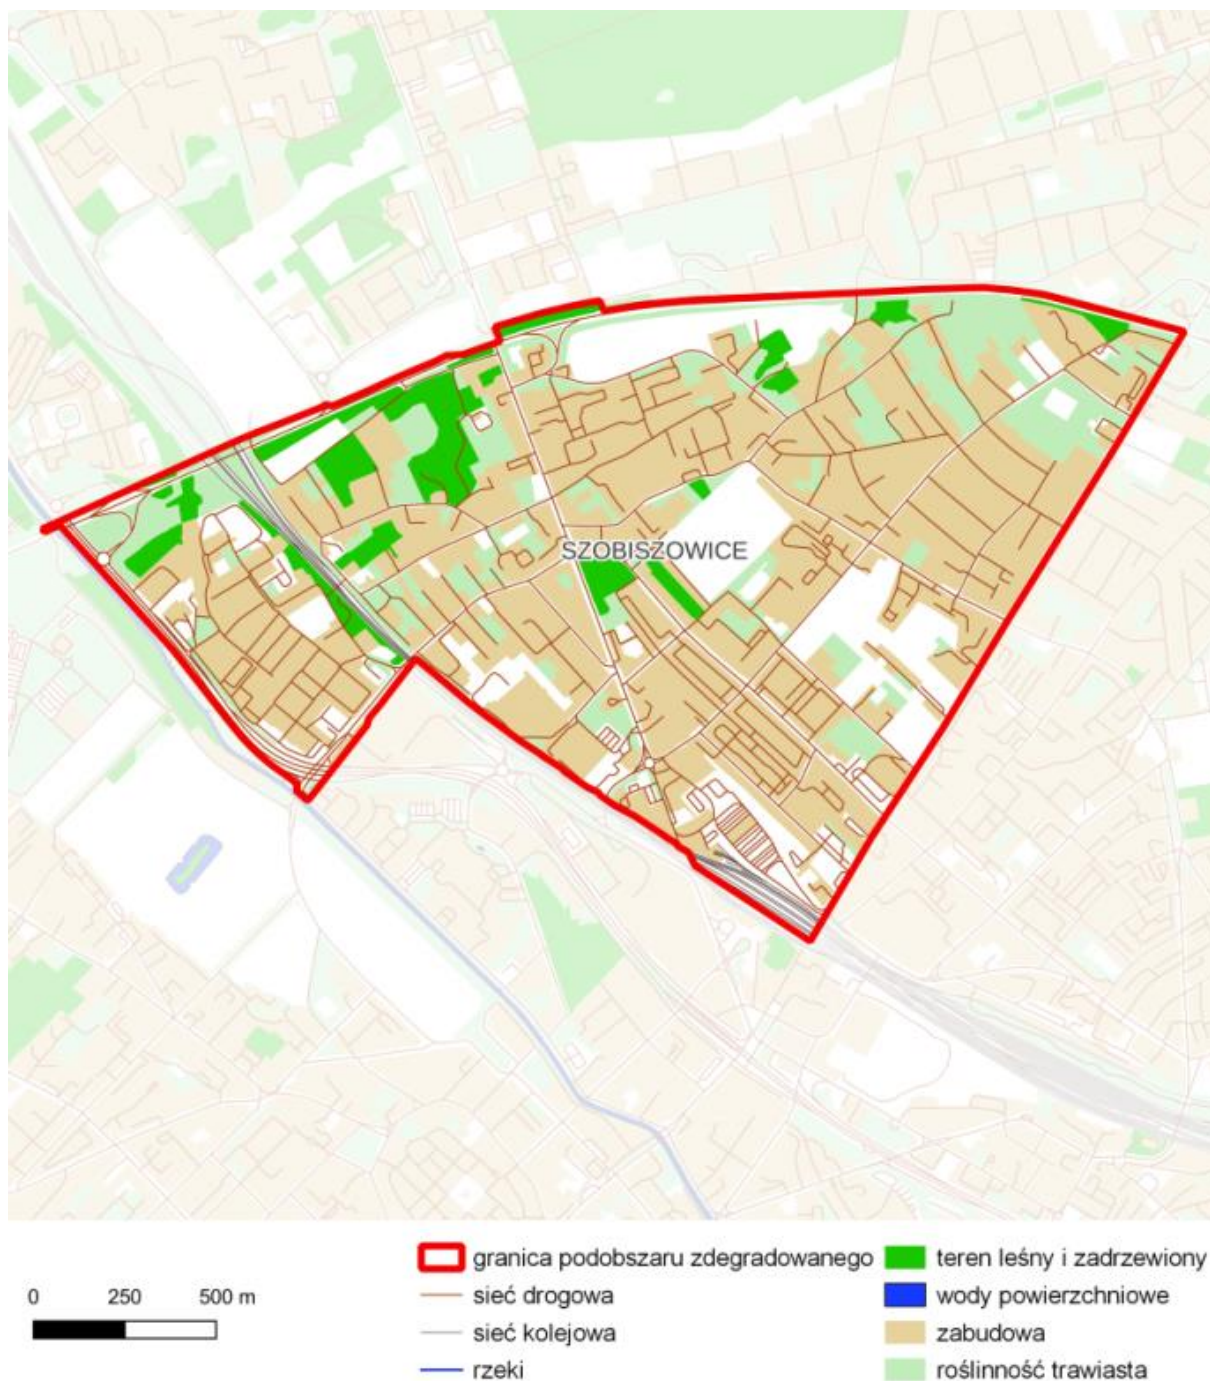 SZOBISZOWICE
granica podobszaru zdegradowanego
teren leśny i zadrzewiony
0 250 500 m
sieć drogowa
wody powierzchniowe
sieć kolejowa
zabudowa
rzeki
roślinność trawiasta